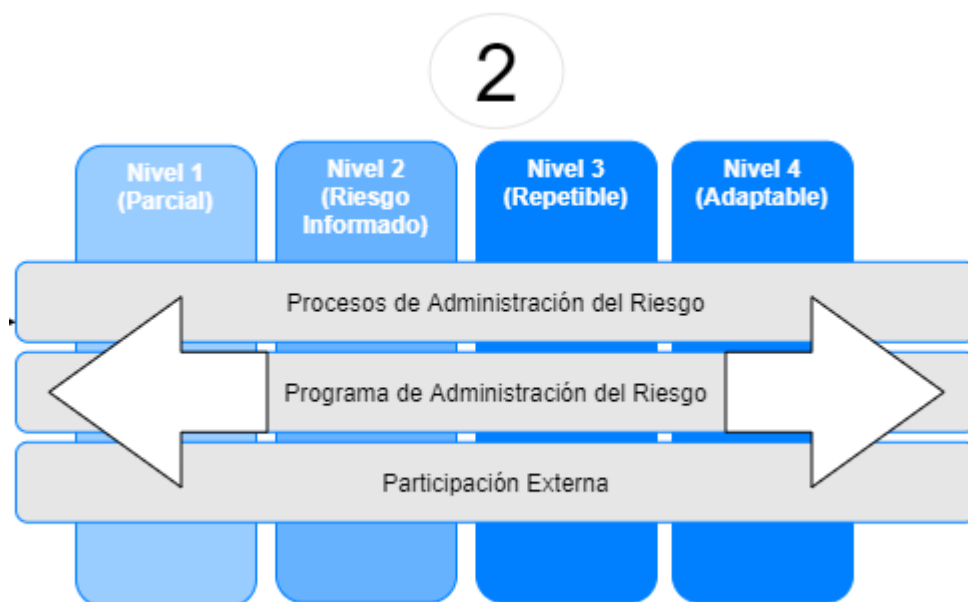 2
Nivel 1
(Parcial)
Nivel 2
(Riesgo
Informado)
Nivel 3
(Repetible)
Nivel 4
(Adaptable)
Procesos de Administración del Riesgo
Programa de Administración del Riesgo
Participación Externa